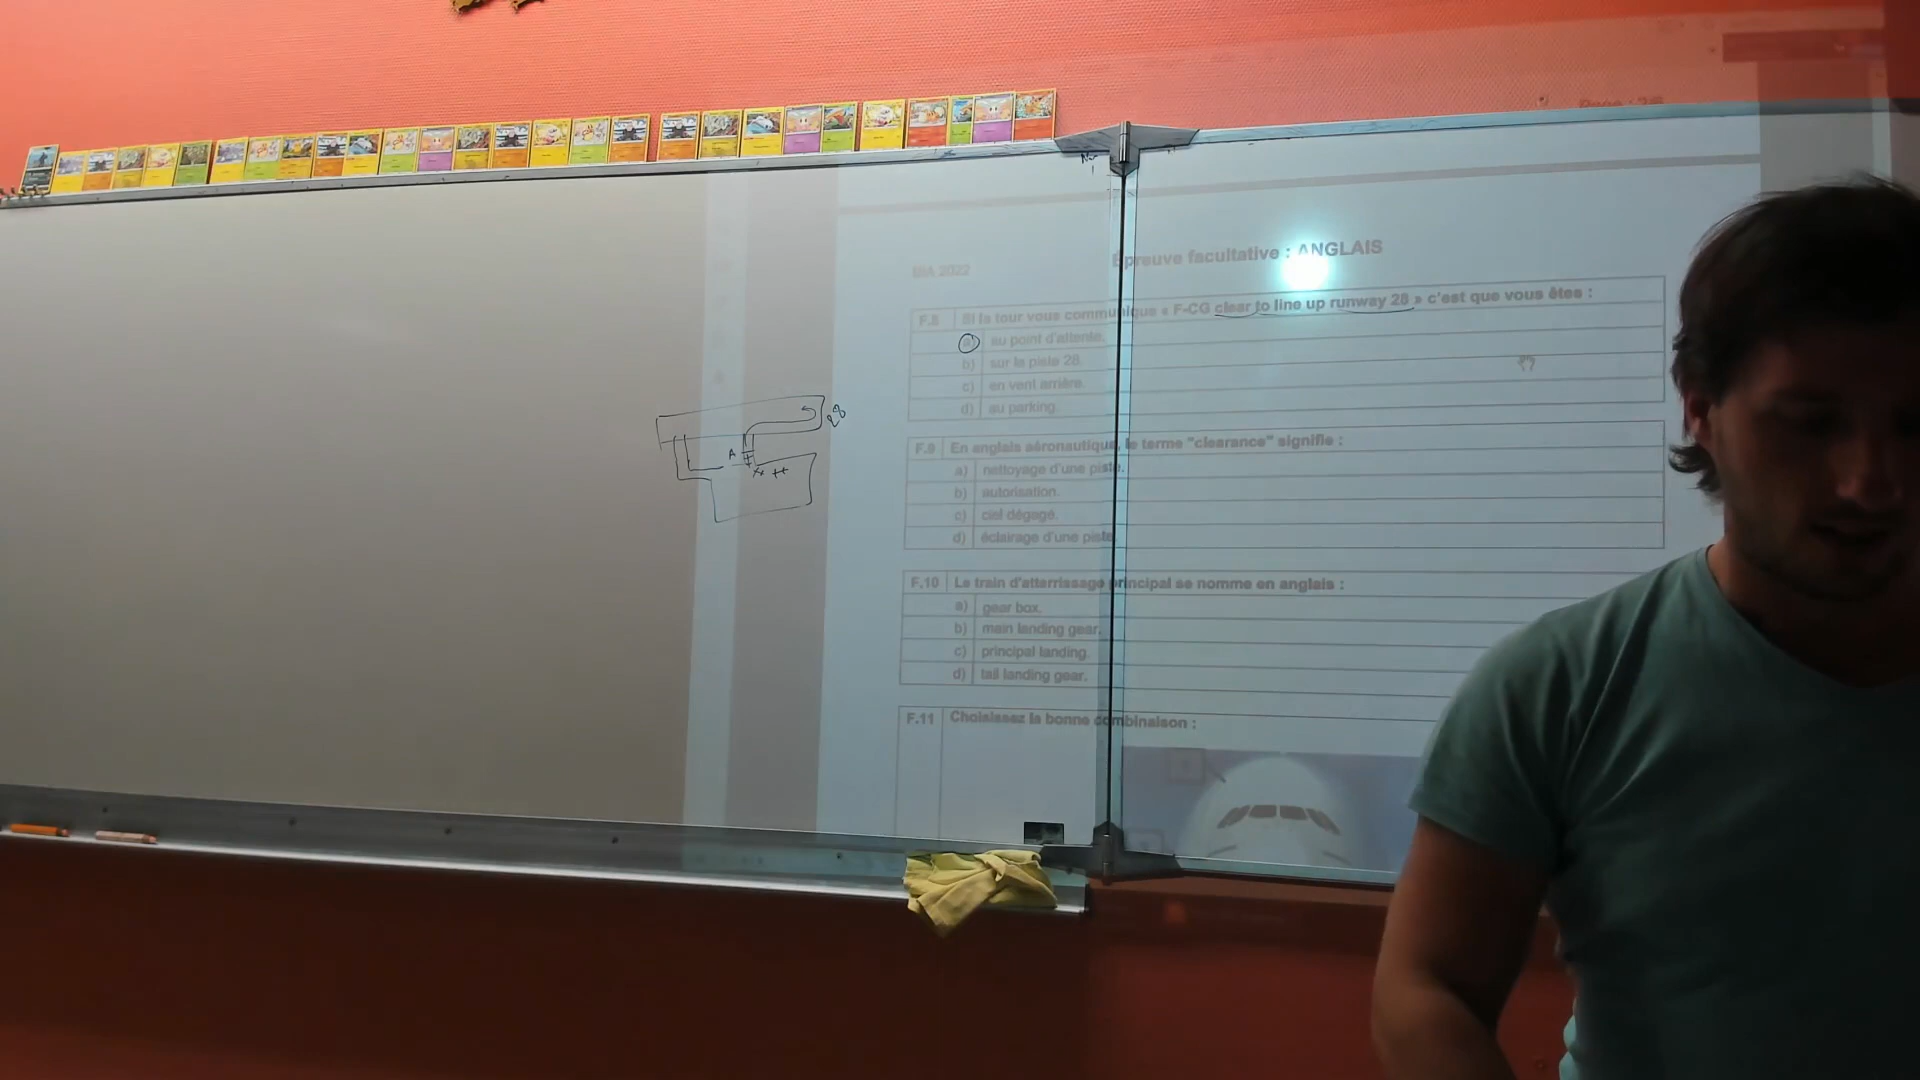 BIA 2022
Épreuve facultative : ANGLAIS
F.8 Si la tour vous communique « F-CG clear to line up runway 28 » c'est que vous êtes :
a) au point d'attente.
b) sur la piste 28.
c) en vent arrière.
d) au parking.
28
A
F.9 En anglais aéronautique, le terme "clearance" signifie :
a) nettoyage d'une piste.
b) autorisation.
c) ciel dégagé.
d) éclairage d'une piste.
F.10 Le train d'atterrissage principal se nomme en anglais :
a) gear box.
b) main landing gear.
c) principal landing.
d) tail landing gear.
F.11 Choisissez la bonne combinaison :